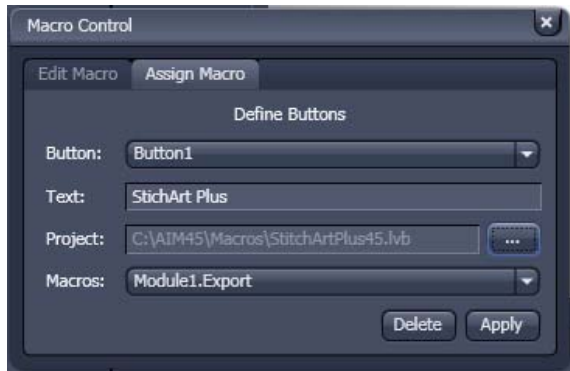 Macro Control
Edit Macro Assign Macro
Define Buttons
Button: Button1
Text: StichArt Plus
Project: C:\AIM45\Macros\StitchArtPlus45.lvb ...
Macros: Module1.Export
Delete Apply